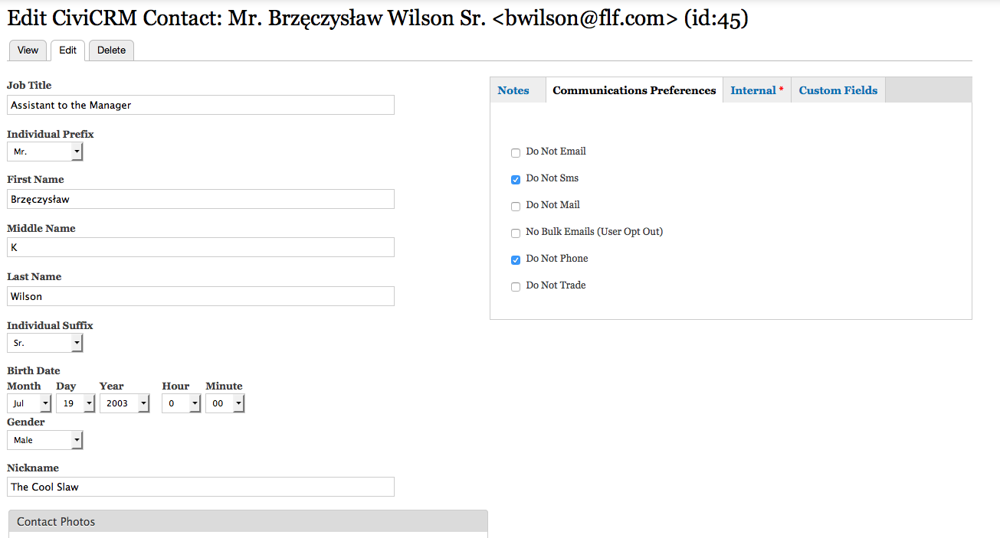 Edit CiviCRM Contact: Mr. Brzęczysław Wilson Sr. <bwilson@flf.com> (id:45)
View Edit Delete
Job Title
Assistant to the Manager
Individual Prefix
Mr.
First Name
Brzęczysław
Middle Name
K
Last Name
Wilson
Individual Suffix
Sr.
Birth Date
Month Day Year Hour Minute
Jul 19 2003 0 00
Gender
Male
Nickname
The Cool Slaw
Contact Photos
Notes Communications Preferences Internal * Custom Fields
Do Not Email
Do Not Sms
Do Not Mail
No Bulk Emails (User Opt Out)
Do Not Phone
Do Not Trade